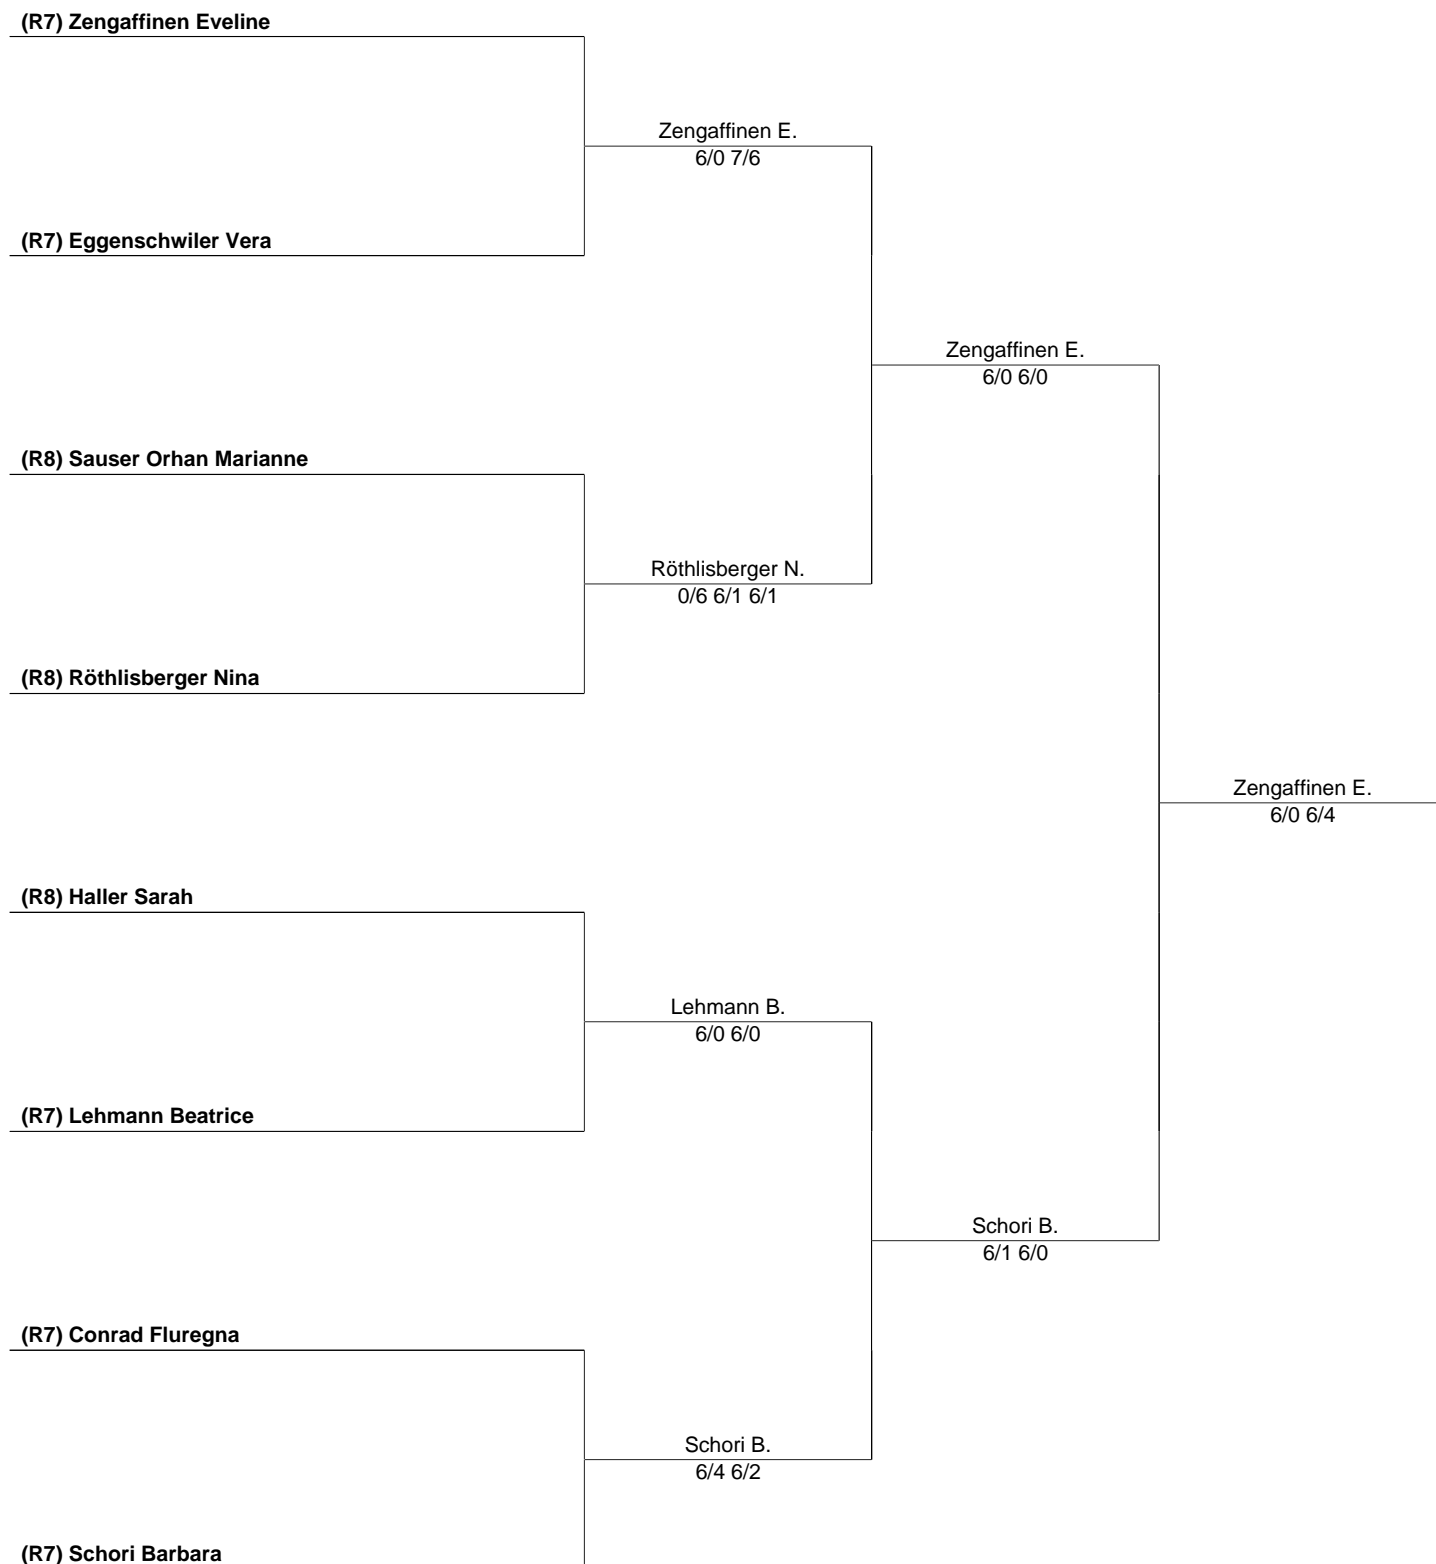 (R7) Zengaffinen Eveline
Zengaffinen E.
6/0 7/6
(R7) Eggenschwiler Vera
Zengaffinen E.
6/0 6/0
(R8) Sauser Orhan Marianne
Röthlisberger N.
0/6 6/1 6/1
(R8) Röthlisberger Nina
Zengaffinen E.
6/0 6/4
(R8) Haller Sarah
Lehmann B.
6/0 6/0
(R7) Lehmann Beatrice
Schori B.
6/1 6/0
(R7) Conrad Fluregna
Schori B.
6/4 6/2
(R7) Schori Barbara